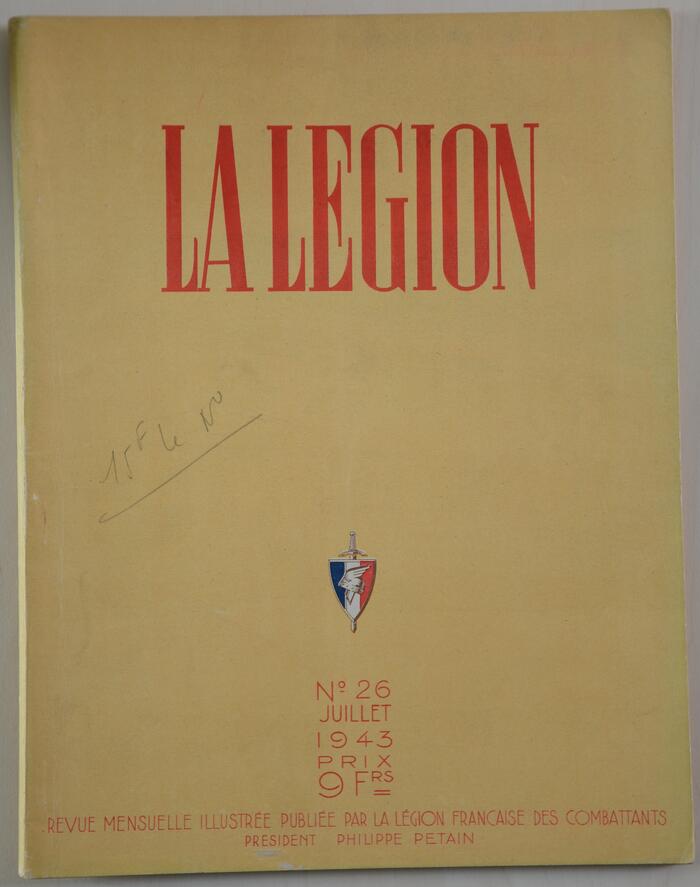 LA LEGION
15F le No
No 26
JUILLET
1943
PRIX
9 FRS
REVUE MENSUELLE ILLUSTRÉE PUBLIÉE PAR LA LÉGION FRANCAISE DES COMBATTANTS
PRESIDENT PHILIPPE PETAIN